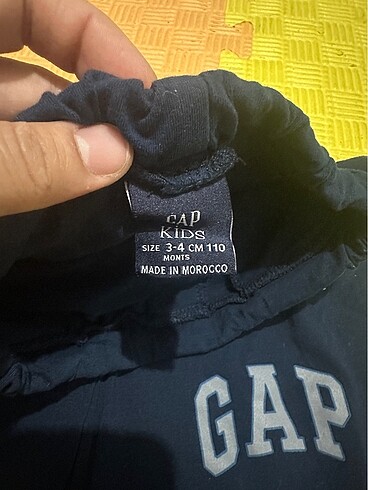 GAP
KIDS
SIZE 3-4 CM 110
MONTS
MADE IN MOROCCO
GAP